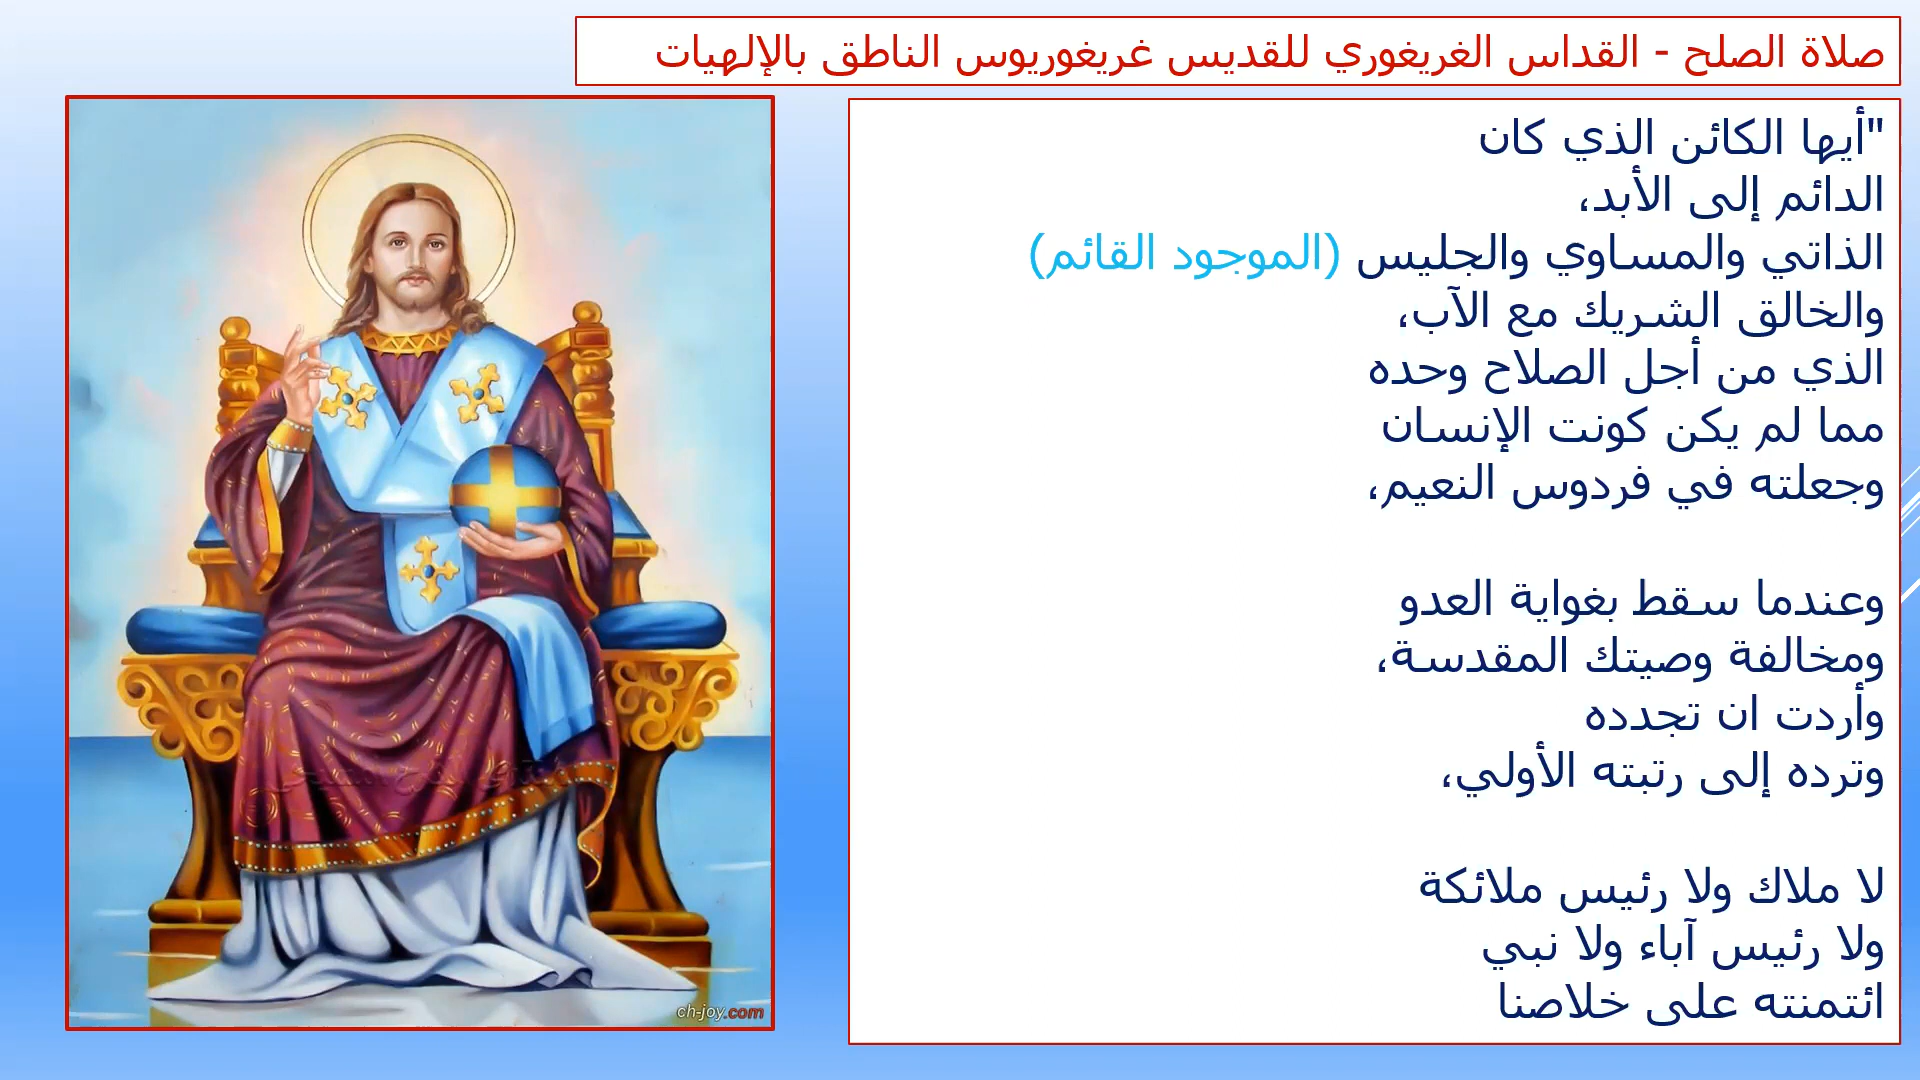 صلاة الصلح - القداس الغريغوري للقديس غريغوريوس الناطق بالإلهيات
"أيها الكائن الذي كان
الدائم إلى الأبد،
الذاتي والمساوي والجليس (الموجود القائم)
والخالق الشريك مع الآب،
الذي من أجل الصلاح وحده
مما لم يكن كونت الإنسان
وجعلته في فردوس النعيم،
وعندما سقط بغواية العدو
ومخالفة وصيتك المقدسة،
وأردت ان تجدده
وترده إلى رتبته الأولي،
لا ملاك ولا رئيس ملائكة
ولا رئيس آباء ولا نبي
ائتمنته على خلاصنا
ch-joy.com